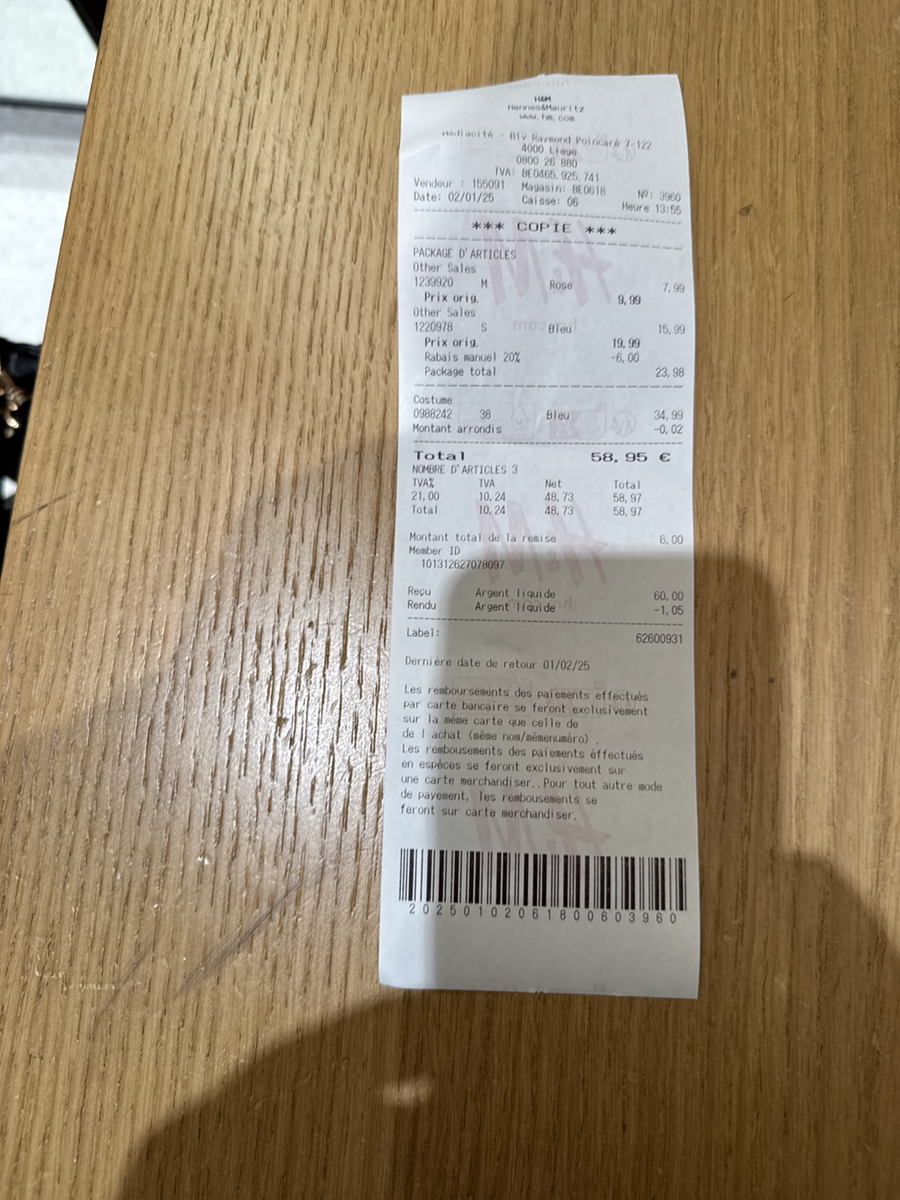 H&M
Hennes&Mauritz
www.hm.com
Médiacité - Blv Raymond Poincaré 7-122
4000 Liege
0800 26 880
TVA: BE0465.925.741
Vendeur : 155091 Magasin: BE0618 Nº: 3960
Date: 02/01/25 Caisse: 06 Heure 13:55
*** COPIE ***
PACKAGE D'ARTICLES
Other Sales
1239920 M Rose 7,99
Prix orig. 9,99
Other Sales
1220978 S Bleu 15,99
Prix orig. 19,99
Rabais manuel 20% -6,00
Package total 23,98
Costume
0988242 38 Bleu 34,99
Montant arrondis -0,02
Total 58,95 €
NOMBRE D'ARTICLES 3
TVA% TVA Net Total
21,00 10,24 48,73 58,97
Total 10,24 48,73 58,97
Montant total de la remise 6,00
Member ID
101312627078097
Reçu Argent liquide 60,00
Rendu Argent liquide -1,05
Label: 62600931
Dernière date de retour 01/02/25
Les remboursements des paiements effectués
par carte bancaire se feront exclusivement
sur la même carte que celle de
de l achat (même nom/mêmenuméro) .
Les rembousements des paiements éffectués
en espèces se feront exclusivement sur
une carte merchandiser..Pour tout autre mode
de payement, les rembousements se
feront sur carte merchandiser.
20250102061800603960